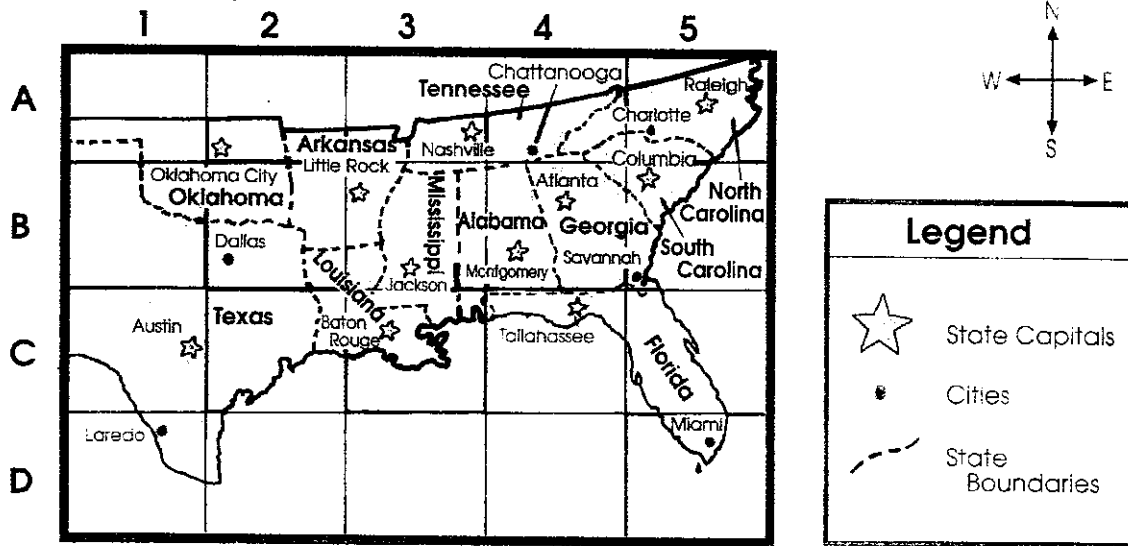 1 2 3 4 5
N
W E
S
A
B
C
D
Chattanooga
Tennessee
Raleigh
Charlotte
Arkansas
Little Rock
Nashville
Columbia
Oklahoma City
Oklahoma
Mississippi
Atlanta
North
Carolina
Alabama
Georgia
Dallas
Savannah
South
Carolina
Louisiana
Jackson
Montgomery
Texas
Austin
Baton
Rouge
Tallahassee
Florida
Laredo
Miami
Legend
State Capitals
Cities
State
Boundaries